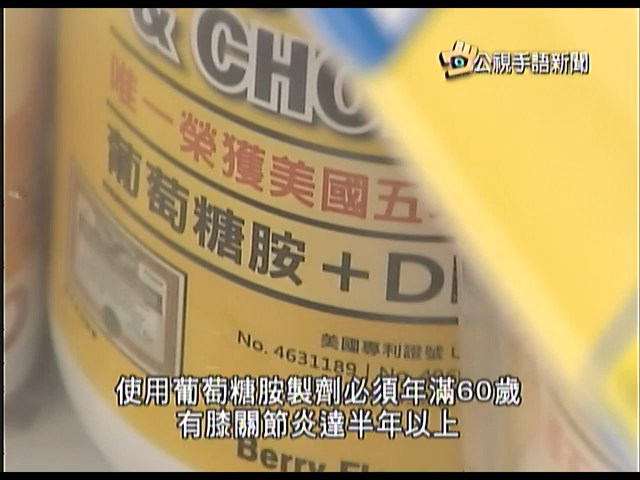 公視手語新聞
& CHO
唯一榮獲美國五
葡萄糖胺+D
美國專利證號 U
No. 4631189 | No.
使用葡萄糖胺製劑必須年滿60歲
有膝關節炎達半年以上
Berry